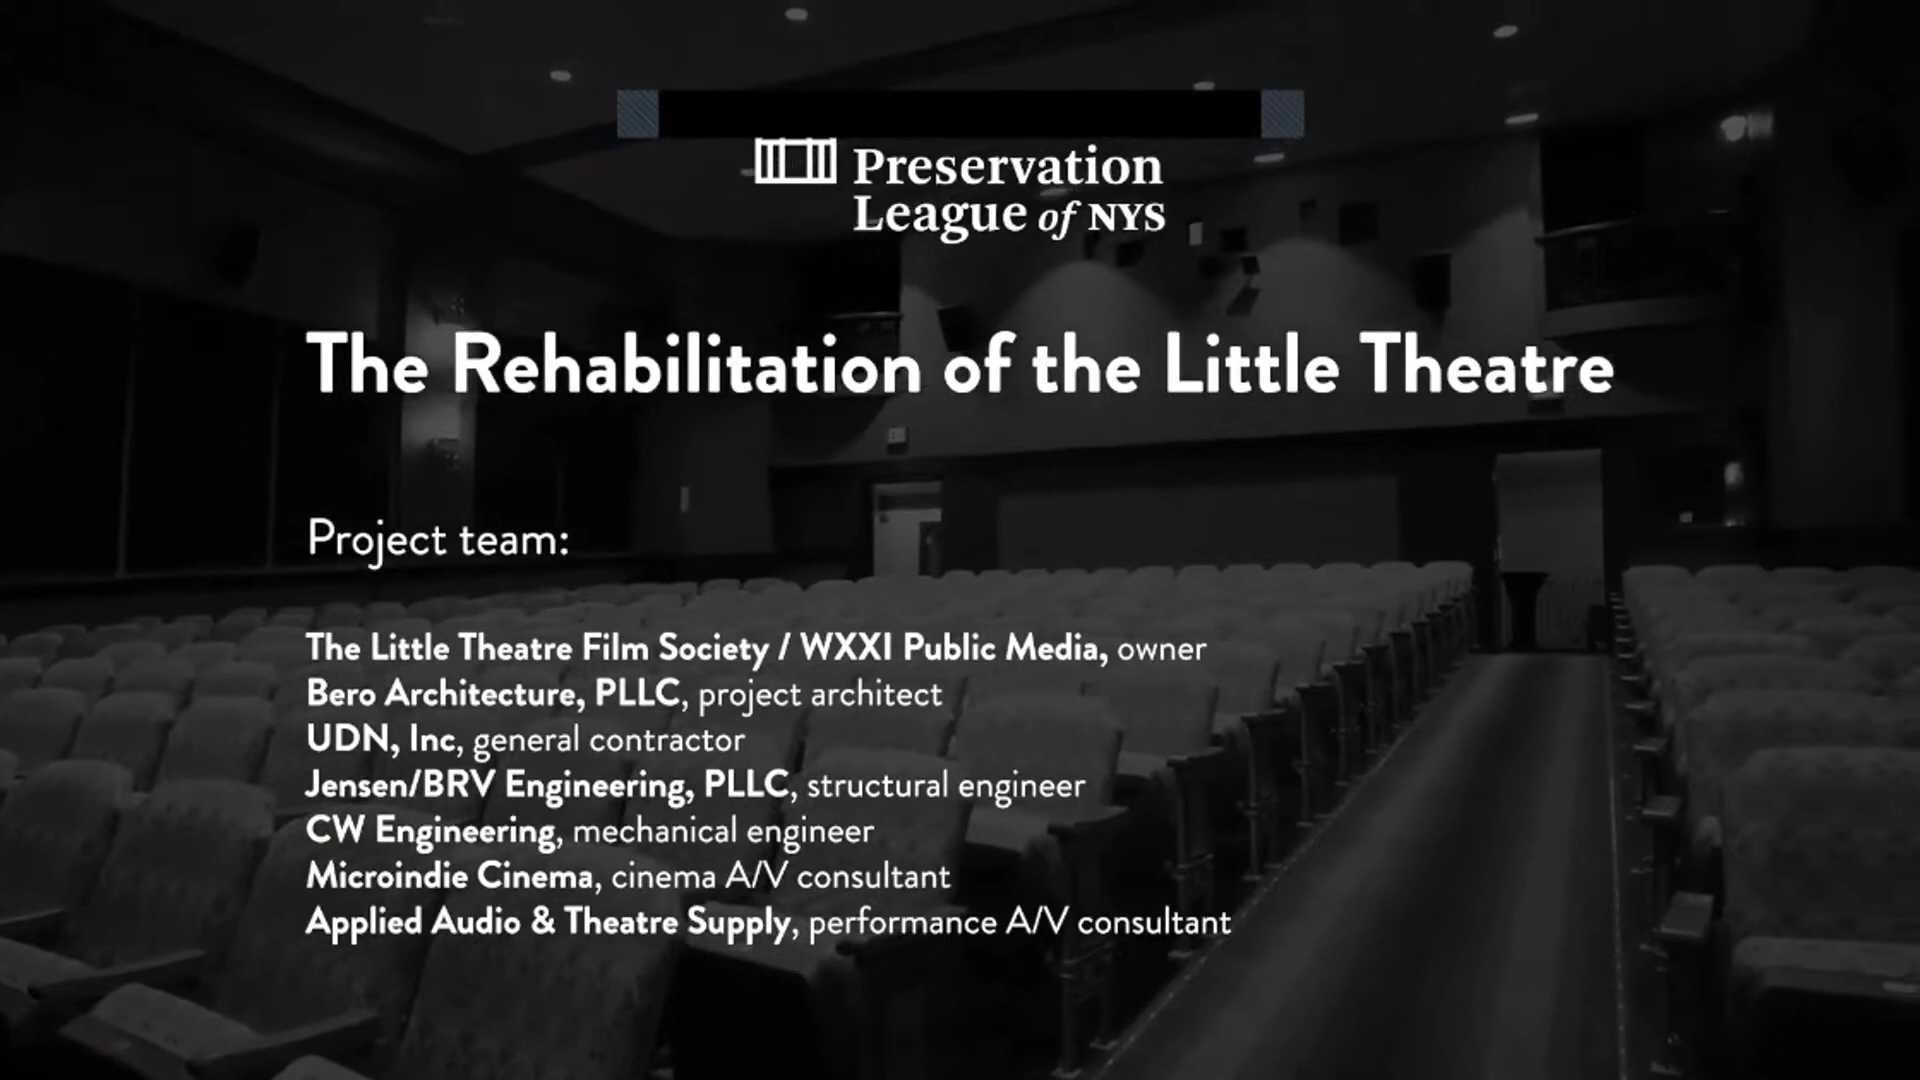 Preservation
League of NYS
The Rehabilitation of the Little Theatre
Project team:
The Little Theatre Film Society / WXXI Public Media, owner
Bero Architecture, PLLC, project architect
UDN, Inc, general contractor
Jensen/BRV Engineering, PLLC, structural engineer
CW Engineering, mechanical engineer
Microindie Cinema, cinema A/V consultant
Applied Audio & Theatre Supply, performance A/V consultant